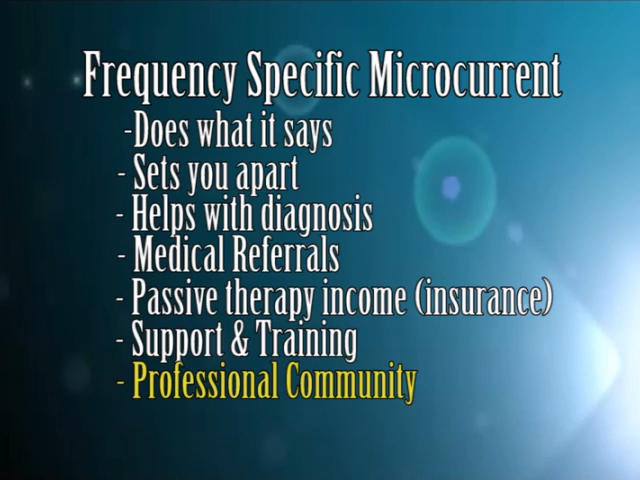 Frequency Specific Microcurrent
-Does what it says
- Sets you apart
- Helps with diagnosis
- Medical Referrals
- Passive therapy income (insurance)
- Support & Training
- Professional Community